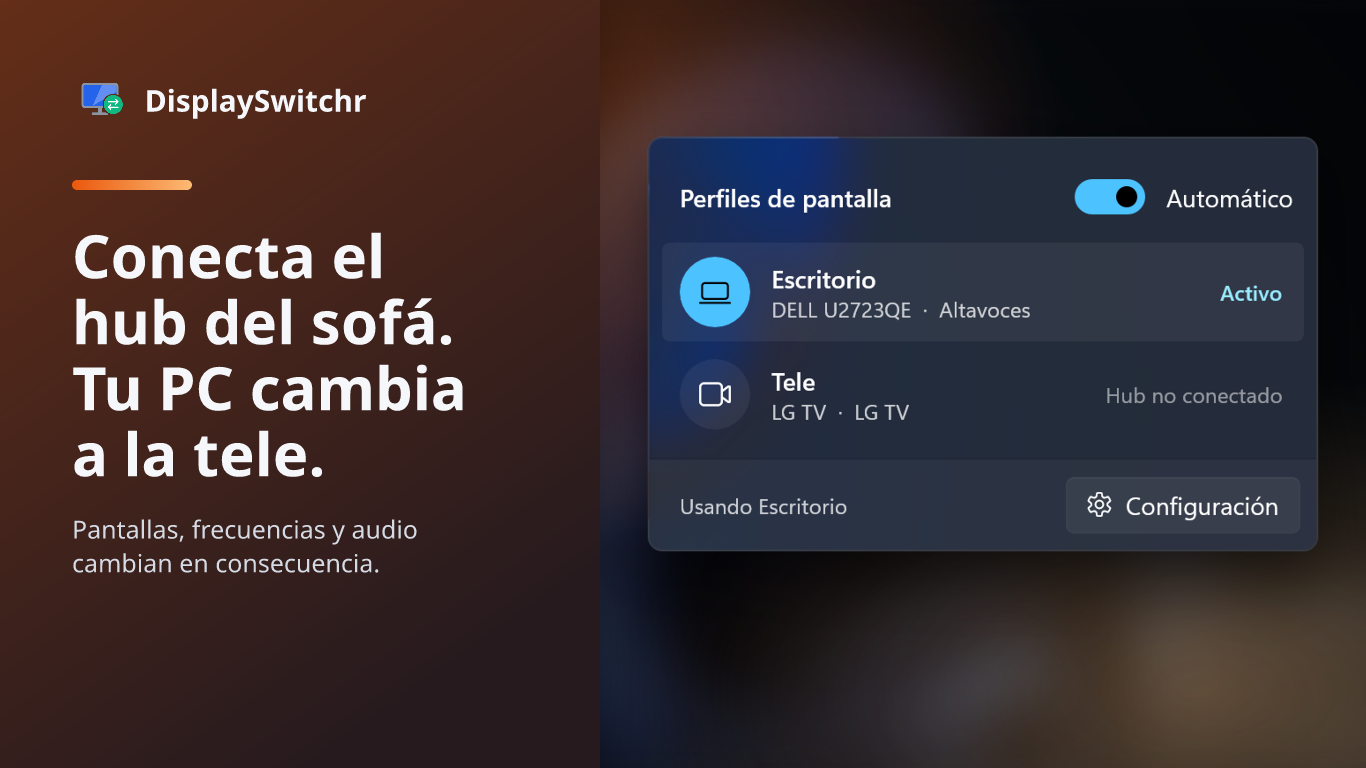 DisplaySwitchr
Conecta el
hub del sofá.
Tu PC cambia
a la tele.
Pantallas, frecuencias y audio
cambian en consecuencia.
Perfiles de pantalla
Automático
Escritorio
DELL U2723QE · Altavoces
Activo
Tele
LG TV · LG TV
Hub no conectado
Usando Escritorio
Configuración